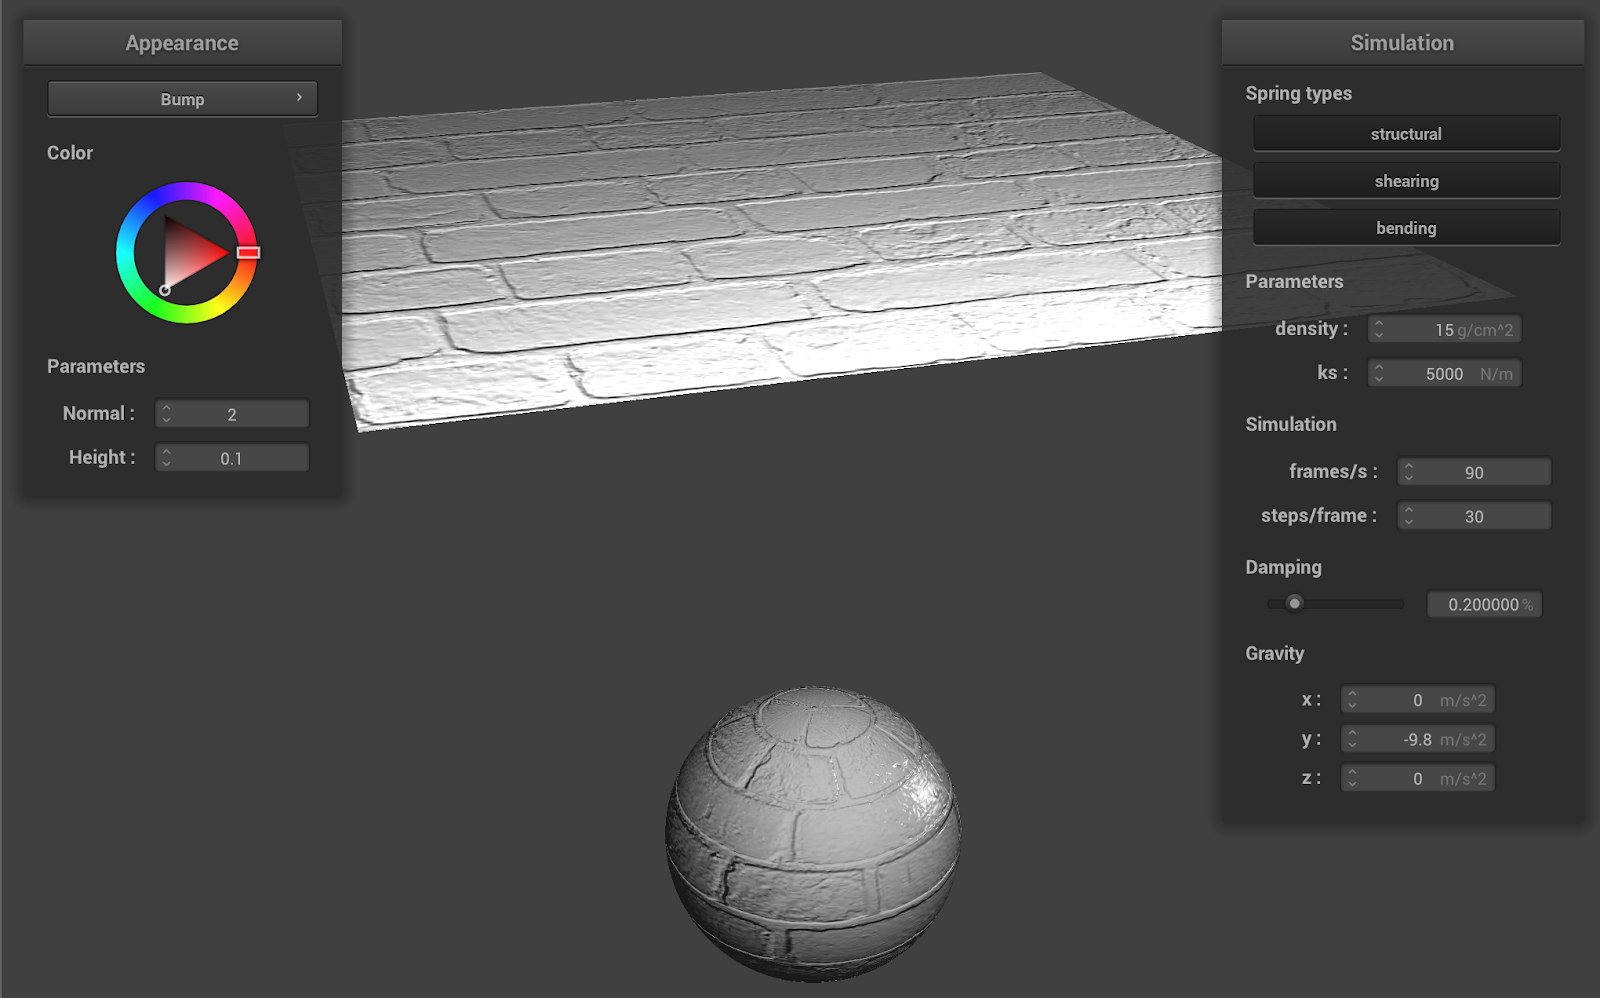 Appearance
Bump
Color
Parameters
Normal : 2
Height : 0.1
Simulation
Spring types
structural
shearing
bending
Parameters
density : 15 g/cm^2
ks : 5000 N/m
Simulation
frames/s : 90
steps/frame : 30
Damping
0.200000 %
Gravity
x : 0 m/s^2
y : -9.8 m/s^2
z : 0 m/s^2